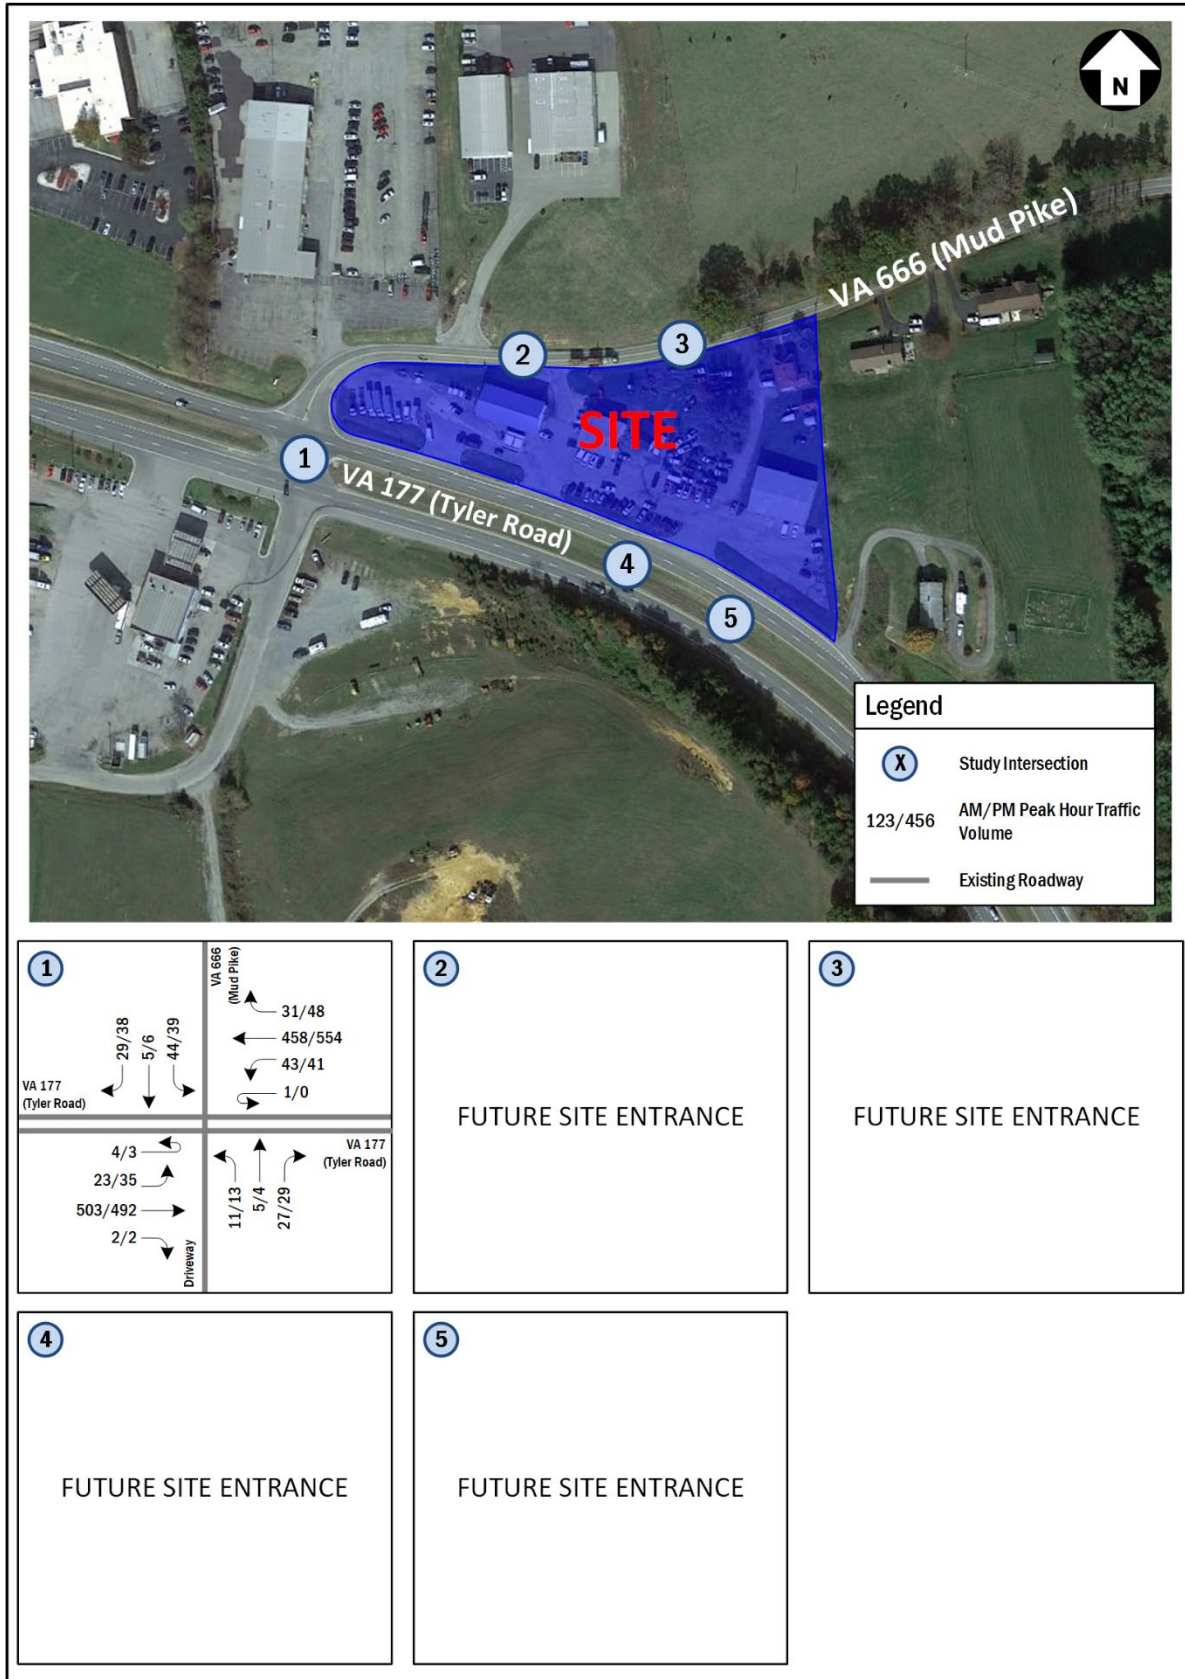 N
VA 666 (Mud Pike)
2
3
SITE
1
VA 177 (Tyler Road)
4
5
Legend
X Study Intersection
123/456 AM/PM Peak Hour Traffic
Volume
Existing Roadway
1
VA 666
(Mud Pike)
31/48
458/554
43/41
1/0
29/38
5/6
44/39
VA 177
(Tyler Road)
4/3
23/35
503/492
2/2
VA 177
(Tyler Road)
11/13
5/4
27/29
Driveway
2
FUTURE SITE ENTRANCE
3
FUTURE SITE ENTRANCE
4
FUTURE SITE ENTRANCE
5
FUTURE SITE ENTRANCE